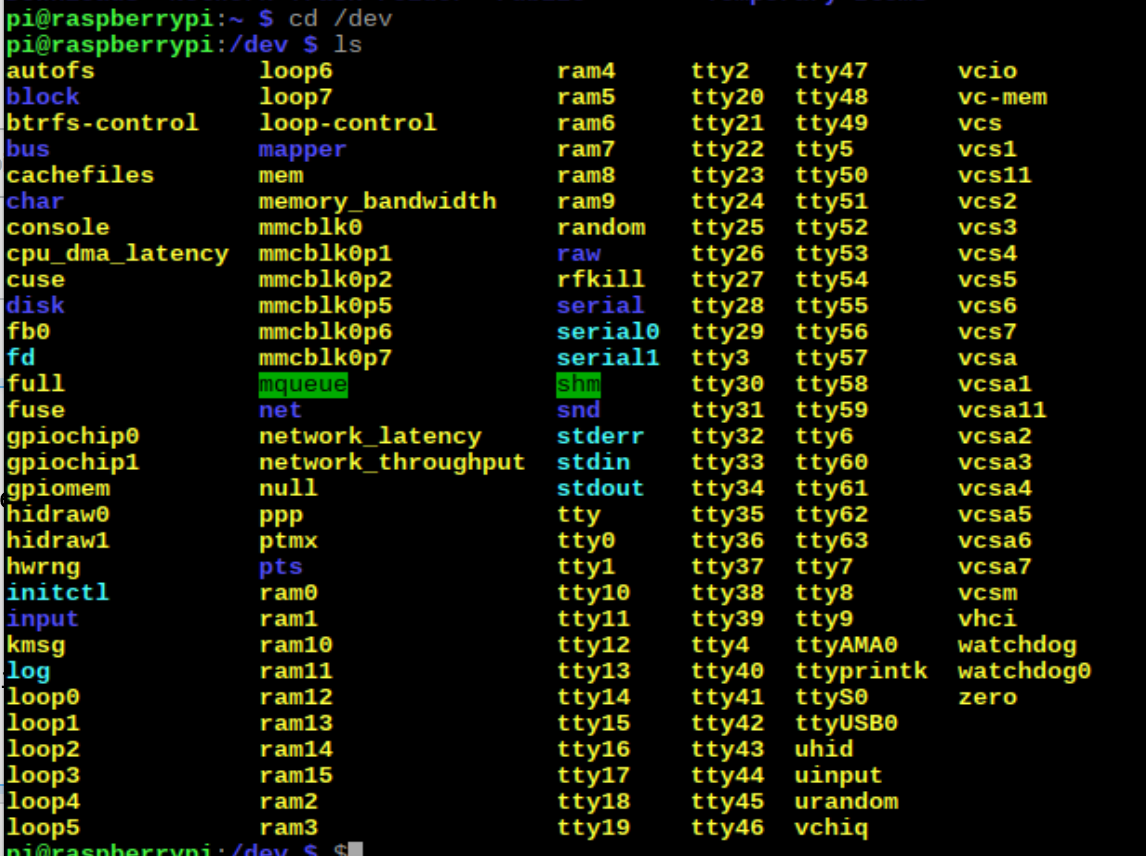 pi@raspberrypi:~ $ cd /dev
pi@raspberrypi:/dev $ ls
autofs loop6 ram4 tty2 tty47 vcio
block loop7 ram5 tty20 tty48 vc-mem
btrfs-control loop-control ram6 tty21 tty49 vcs
bus mapper ram7 tty22 tty5 vcs1
cachefiles mem ram8 tty23 tty50 vcs11
char memory_bandwidth ram9 tty24 tty51 vcs2
console mmcblk0 random tty25 tty52 vcs3
cpu_dma_latency mmcblk0p1 raw tty26 tty53 vcs4
cuse mmcblk0p2 rfkill tty27 tty54 vcs5
disk mmcblk0p5 serial tty28 tty55 vcs6
fb0 mmcblk0p6 serial0 tty29 tty56 vcs7
fd mmcblk0p7 serial1 tty3 tty57 vcsa
full mqueue shm tty30 tty58 vcsa1
fuse net snd tty31 tty59 vcsa11
gpiochip0 network_latency stderr tty32 tty6 vcsa2
gpiochip1 network_throughput stdin tty33 tty60 vcsa3
gpiomem null stdout tty34 tty61 vcsa4
hidraw0 ppp tty tty35 tty62 vcsa5
hidraw1 ptmx tty0 tty36 tty63 vcsa6
hwrng pts tty1 tty37 tty7 vcsa7
initctl ram0 tty10 tty38 tty8 vcsm
input ram1 tty11 tty39 tty9 vhci
kmsg ram10 tty12 tty4 ttyAMA0 watchdog
log ram11 tty13 tty40 ttyprintk watchdog0
loop0 ram12 tty14 tty41 ttyS0 zero
loop1 ram13 tty15 tty42 ttyUSB0
loop2 ram14 tty16 tty43 uhid
loop3 ram15 tty17 tty44 uinput
loop4 ram2 tty18 tty45 urandom
loop5 ram3 tty19 tty46 vchiq
pi@raspberrypi:/dev $ $